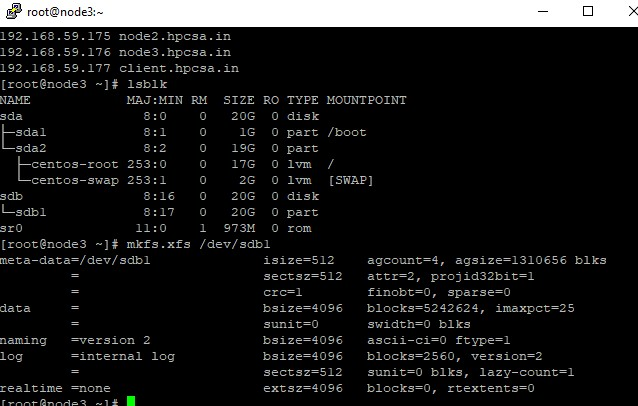 root@node3:~
192.168.59.175 node2.hpcsa.in
192.168.59.176 node3.hpcsa.in
192.168.59.177 client.hpcsa.in
[root@node3 ~]# lsblk
NAME            MAJ:MIN RM  SIZE RO TYPE MOUNTPOINT
sda               8:0    0   20G  0 disk
├─sda1            8:1    0    1G  0 part /boot
└─sda2            8:2    0   19G  0 part
  ├─centos-root 253:0    0   17G  0 lvm  /
  └─centos-swap 253:1    0    2G  0 lvm  [SWAP]
sdb               8:16   0   20G  0 disk
└─sdb1            8:17   0   20G  0 part
sr0              11:0    1  973M  0 rom
[root@node3 ~]# mkfs.xfs /dev/sdb1
meta-data=/dev/sdb1              isize=512    agcount=4, agsize=1310656 blks
         =                       sectsz=512   attr=2, projid32bit=1
         =                       crc=1        finobt=0, sparse=0
data     =                       bsize=4096   blocks=5242624, imaxpct=25
         =                       sunit=0      swidth=0 blks
naming   =version 2              bsize=4096   ascii-ci=0 ftype=1
log      =internal log           bsize=4096   blocks=2560, version=2
         =                       sectsz=512   sunit=0 blks, lazy-count=1
realtime =none                   extsz=4096   blocks=0, rtextents=0
[root@node3 ~]#